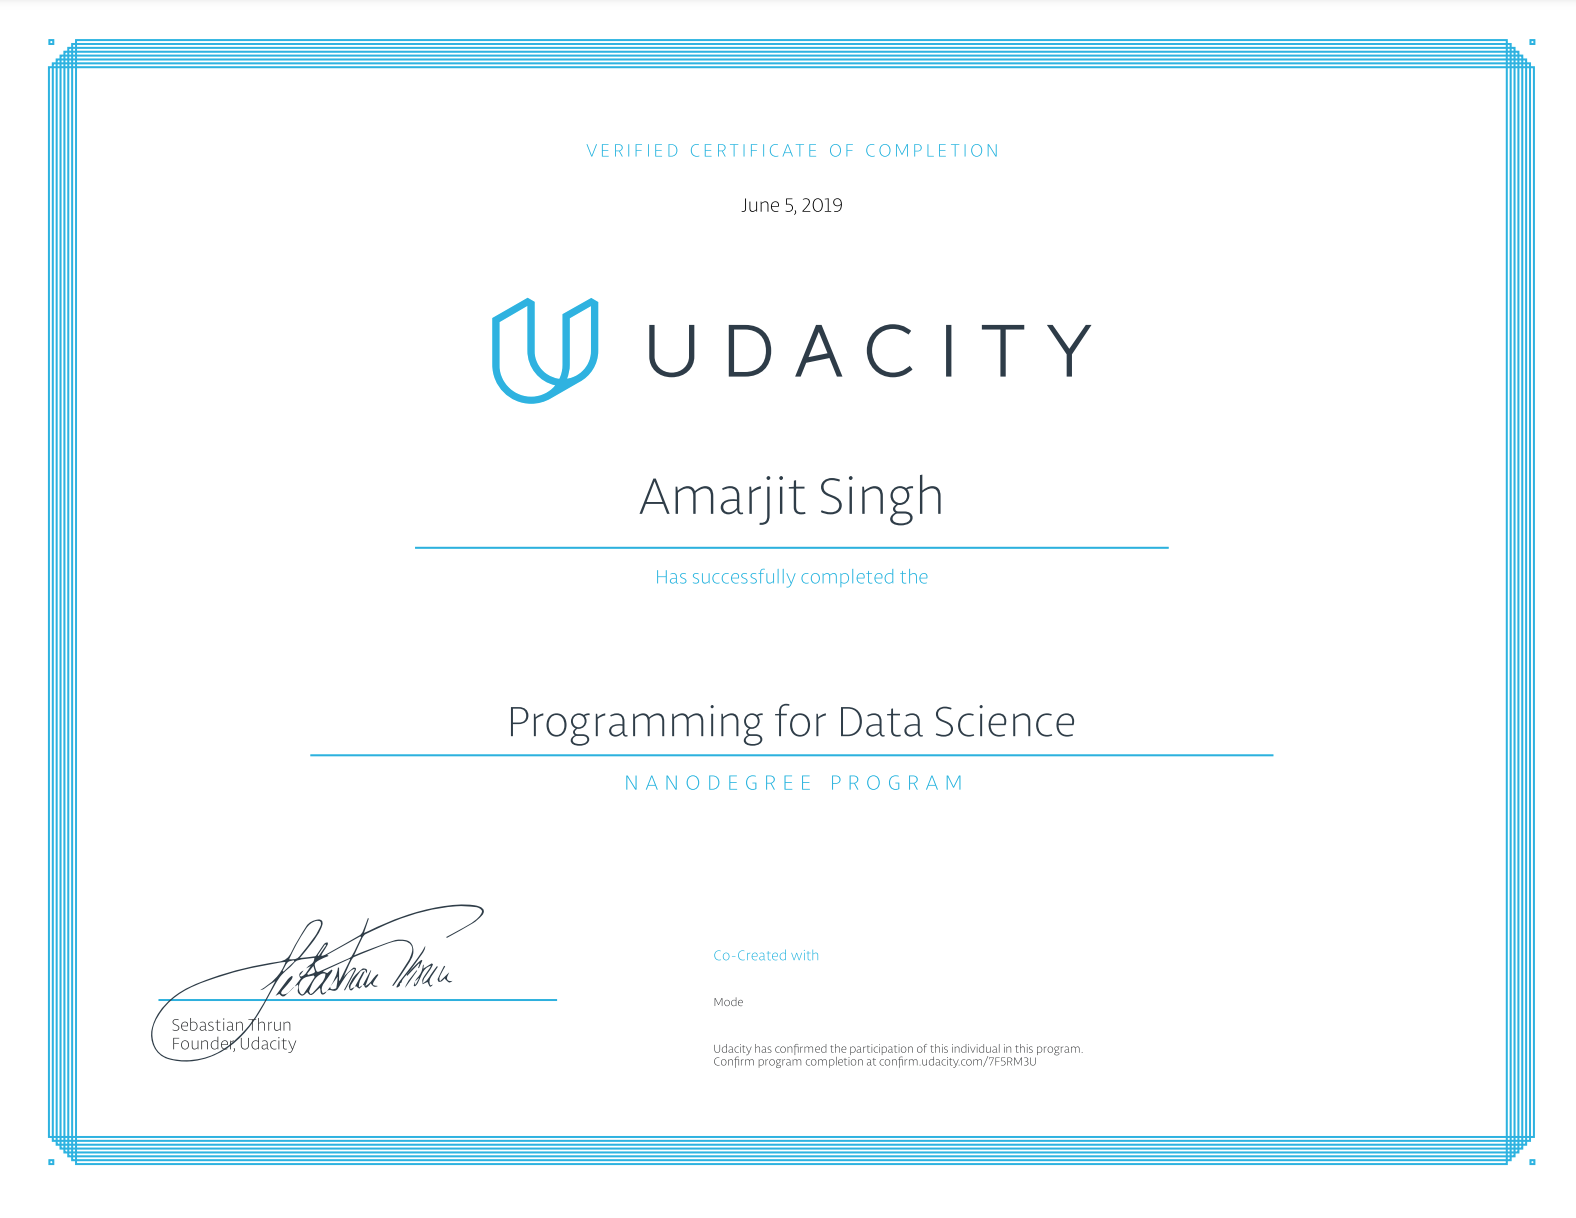 VERIFIED CERTIFICATE OF COMPLETION
June 5, 2019
UDACITY
Amarjit Singh
Has successfully completed the
Programming for Data Science
NANODEGREE PROGRAM
Sebastian Thrun
Sebastian Thrun
Founder, Udacity
Co-Created with
Mode
Udacity has confirmed the participation of this individual in this program.
Confirm program completion at confirm.udacity.com/7F5RM3U